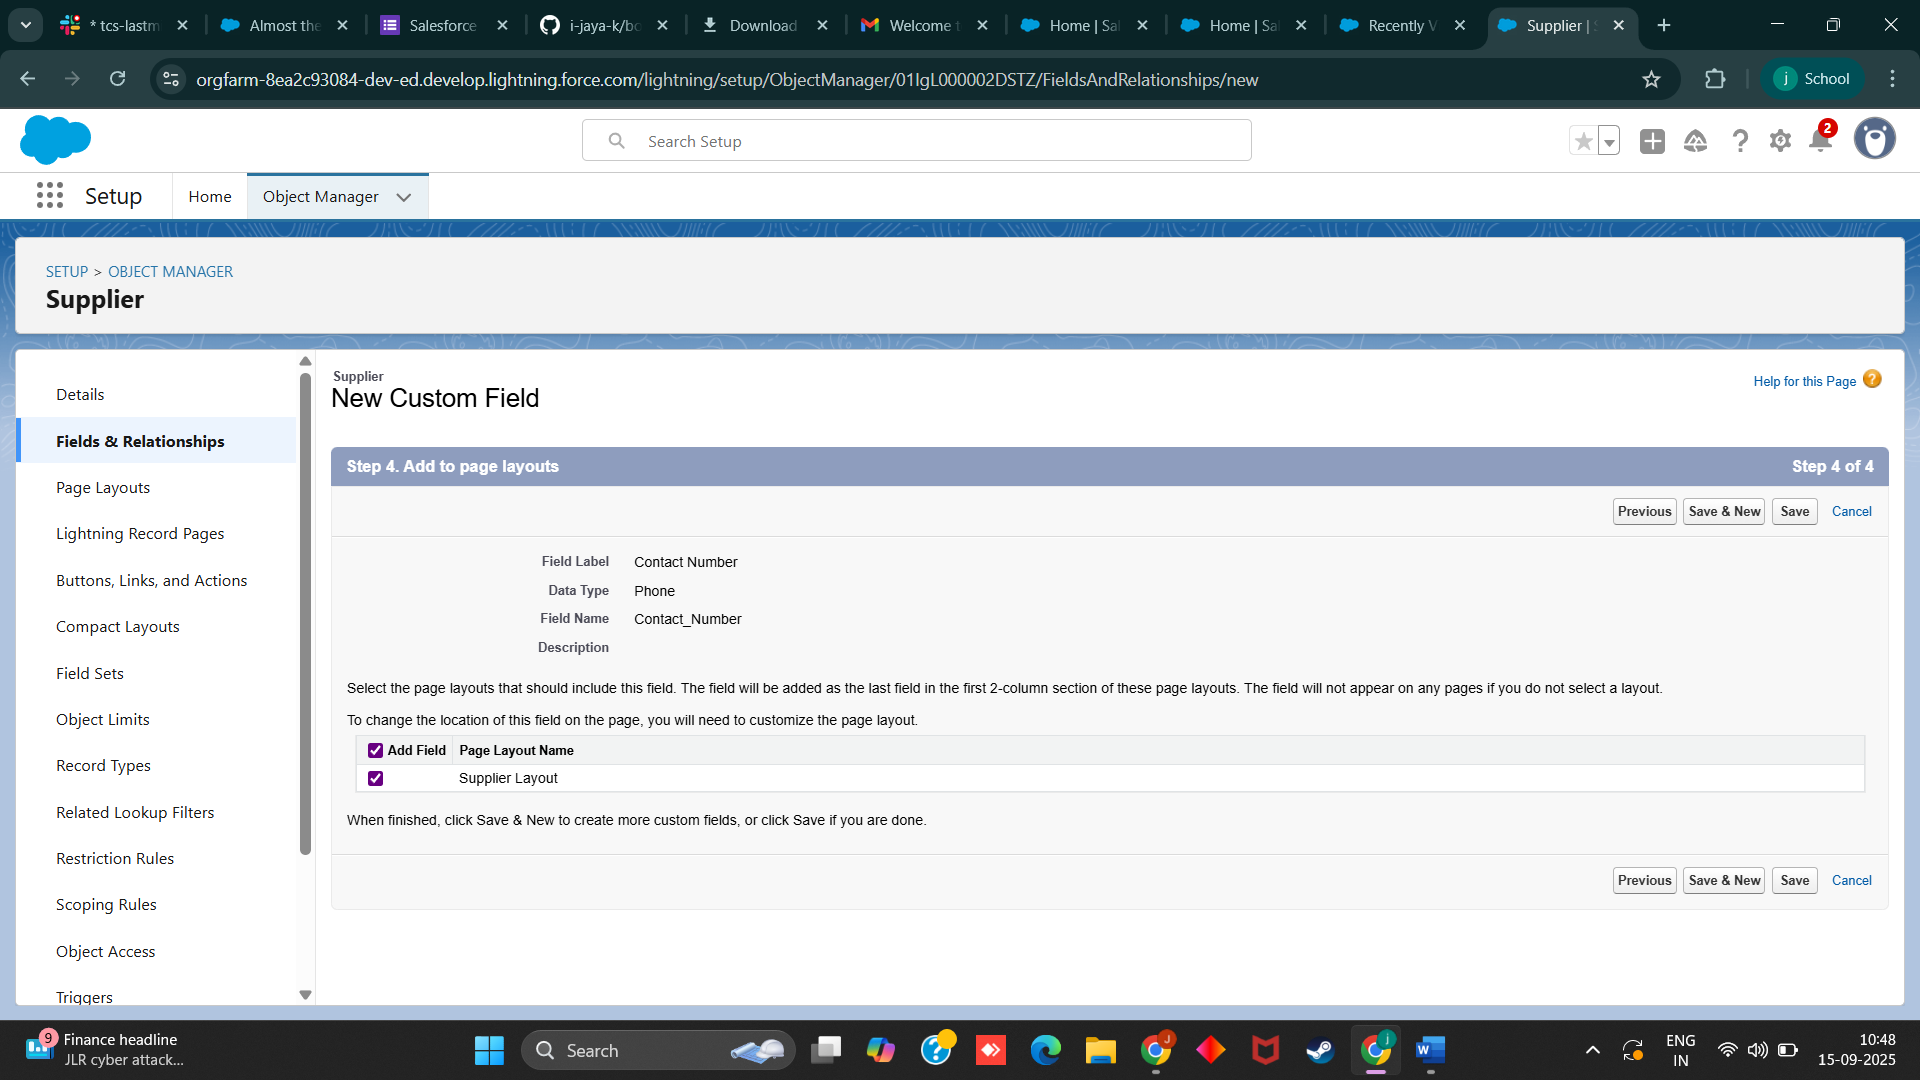 * tcs-lastm
Almost the
Salesforce
i-jaya-k/bo
Download
Welcome t
Home | Sal
Home | Sal
Recently V
Supplier | S
orgfarm-8ea2c93084-dev-ed.develop.lightning.force.com/lightning/setup/ObjectManager/01IgL000002DSTZ/FieldsAndRelationships/new
j School
Search Setup
2
Setup
Home
Object Manager
SETUP > OBJECT MANAGER
Supplier
Details
Fields & Relationships
Page Layouts
Lightning Record Pages
Buttons, Links, and Actions
Compact Layouts
Field Sets
Object Limits
Record Types
Related Lookup Filters
Restriction Rules
Scoping Rules
Object Access
Triggers
Supplier
New Custom Field
Help for this Page ?
Step 4. Add to page layouts
Step 4 of 4
Previous
Save & New
Save
Cancel
Field Label Contact Number
Data Type Phone
Field Name Contact_Number
Description
Select the page layouts that should include this field. The field will be added as the last field in the first 2-column section of these page layouts. The field will not appear on any pages if you do not select a layout.
To change the location of this field on the page, you will need to customize the page layout.
Add Field Page Layout Name
Supplier Layout
When finished, click Save & New to create more custom fields, or click Save if you are done.
Previous
Save & New
Save
Cancel
9
Finance headline
JLR cyber attack...
Search
ENG
IN
10:48
15-09-2025